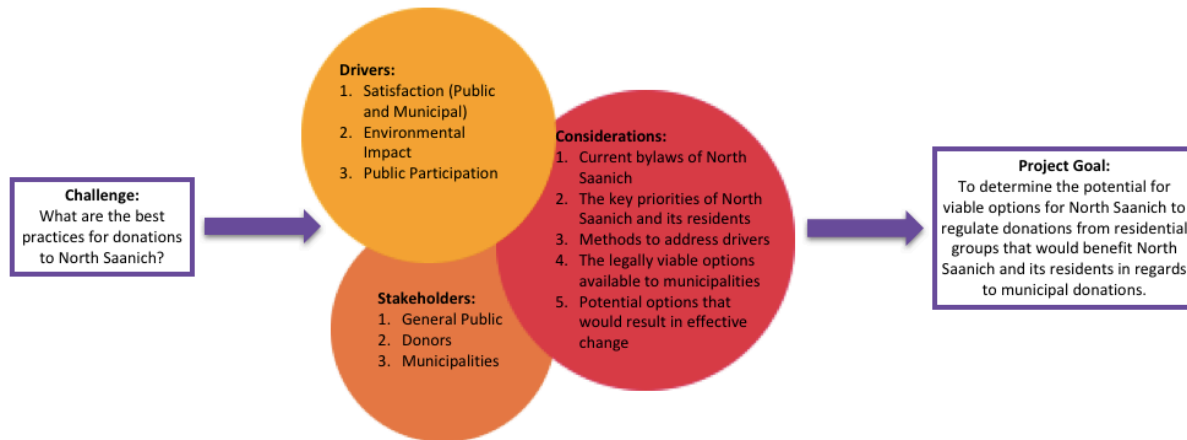 Challenge:
What are the best
practices for donations
to North Saanich?
Drivers:
1. Satisfaction (Public
and Municipal)
2. Environmental
Impact
3. Public Participation
Stakeholders:
1. General Public
2. Donors
3. Municipalities
Considerations:
1. Current bylaws of North
Saanich
2. The key priorities of North
Saanich and its residents
3. Methods to address drivers
4. The legally viable options
available to municipalities
5. Potential options that
would result in effective
change
Project Goal:
To determine the potential for
viable options for North Saanich to
regulate donations from residential
groups that would benefit North
Saanich and its residents in regards
to municipal donations.